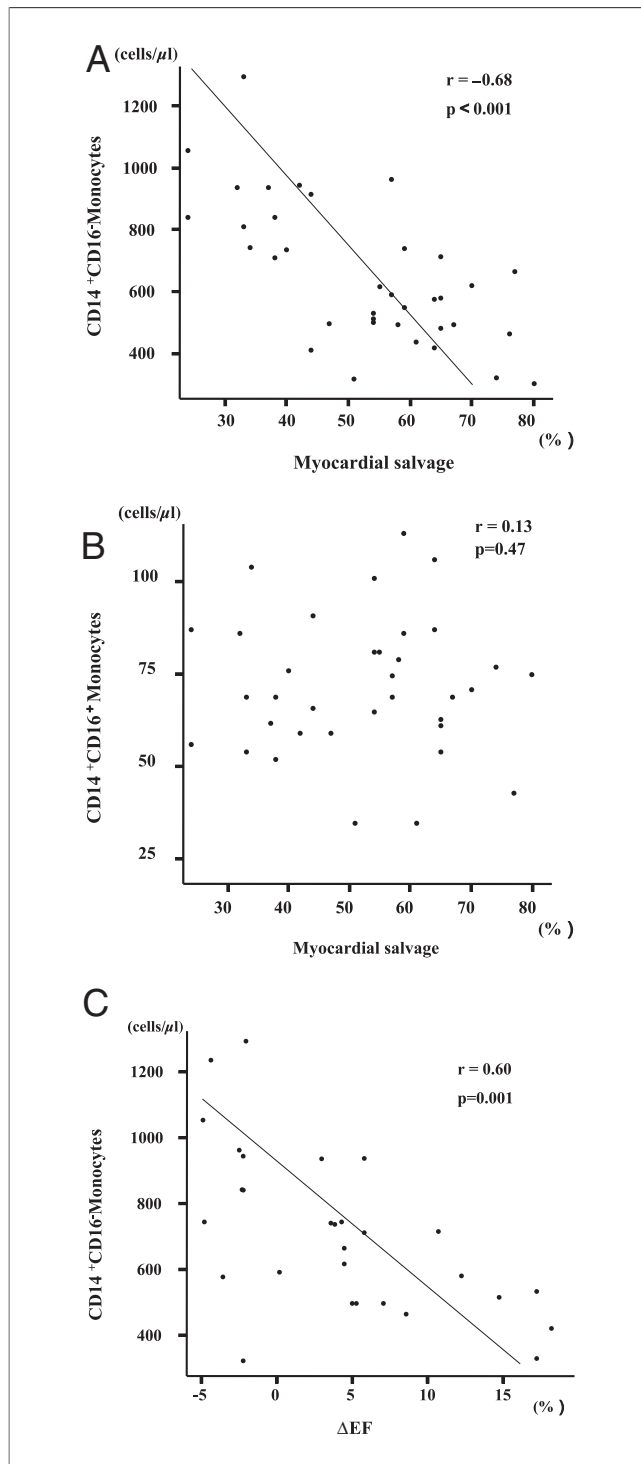 A
(cells/µl)
r = –0.68
p < 0.001
1200
1000
800
600
400
CD14 +CD16-Monocytes
30 40 50 60 70 80
(% )
Myocardial salvage
B
(cells/µl)
r = 0.13
p=0.47
100
75
50
25
CD14 +CD16+ Monocytes
30 40 50 60 70 80
(% )
Myocardial salvage
C
(cells/µl)
r = 0.60
p=0.001
1200
1000
800
600
400
CD14 +CD16-Monocytes
-5 0 5 10 15
(% )
ΔEF